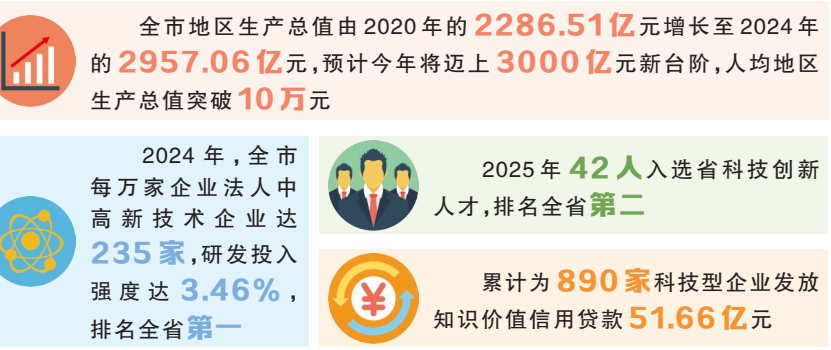 全市地区生产总值由2020年的2286.51亿元增长至2024年
的2957.06亿元,预计今年将迈上3000亿元新台阶,人均地区
生产总值突破10万元
2024年,全市
每万家企业法人中
高新技术企业达
235家,研发投入
强度达3.46%,
排名全省第一
2025年42人入选省科技创新
人才,排名全省第二
累计为890家科技型企业发放
知识价值信用贷款51.66亿元